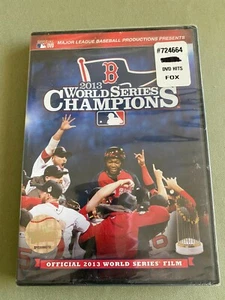 MAJOR LEAGUE BASEBALL PRODUCTIONS PRESENTS
#724664
DVD HITS
FOX
B
2013
WORLD SERIES
CHAMPIONS
OFFICIAL 2013 WORLD SERIES FILM